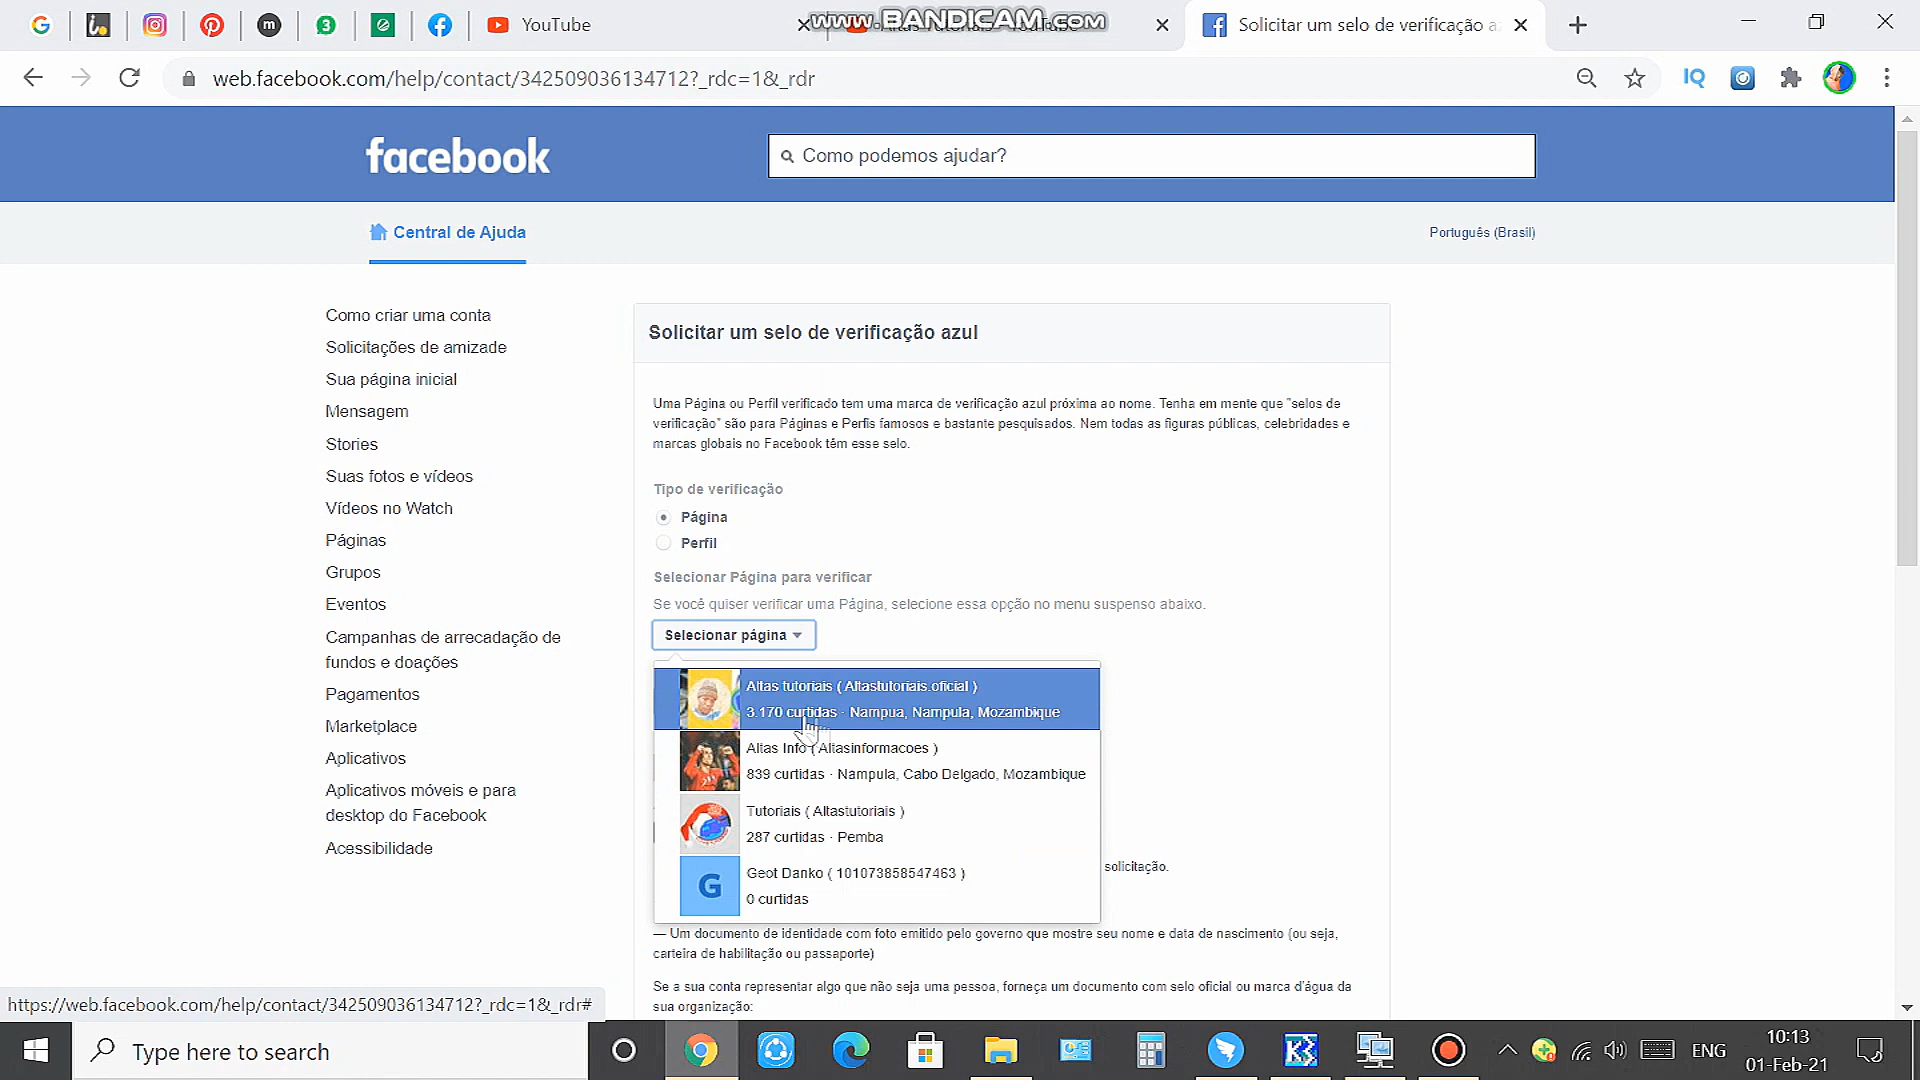 YouTube
www.BANDICAM.com
Altas Tutoriais - YouTube
Solicitar um selo de verificação a
web.facebook.com/help/contact/342509036134712?_rdc=1&_rdr
IQ
facebook
Como podemos ajudar?
Central de Ajuda
Português (Brasil)
Como criar uma conta
Solicitações de amizade
Sua página inicial
Mensagem
Stories
Suas fotos e vídeos
Vídeos no Watch
Páginas
Grupos
Eventos
Campanhas de arrecadação de
fundos e doações
Pagamentos
Marketplace
Aplicativos
Aplicativos móveis e para
desktop do Facebook
Acessibilidade
Solicitar um selo de verificação azul
Uma Página ou Perfil verificado tem uma marca de verificação azul próxima ao nome. Tenha em mente que "selos de
verificação" são para Páginas e Perfis famosos e bastante pesquisados. Nem todas as figuras públicas, celebridades e
marcas globais no Facebook têm esse selo.
Tipo de verificação
Página
Perfil
Selecionar Página para verificar
Se você quiser verificar uma Página, selecione essa opção no menu suspenso abaixo.
Selecionar página
Altas tutoriais ( Altastutoriais.oficial )
3.170 curtidas · Nampua, Nampula, Mozambique
Altas Info ( Altasinformacoes )
839 curtidas · Nampula, Cabo Delgado, Mozambique
Tutoriais ( Altastutoriais )
287 curtidas · Pemba
G
Geot Danko ( 101073858547463 )
0 curtidas
solicitação.
— Um documento de identidade com foto emitido pelo governo que mostre seu nome e data de nascimento (ou seja,
carteira de habilitação ou passaporte)
Se a sua conta representar algo que não seja uma pessoa, forneça um documento com selo oficial ou marca d'água da
sua organização:
https://web.facebook.com/help/contact/342509036134712?_rdc=1&_rdr#
Type here to search
ENG
10:13
01-Feb-21